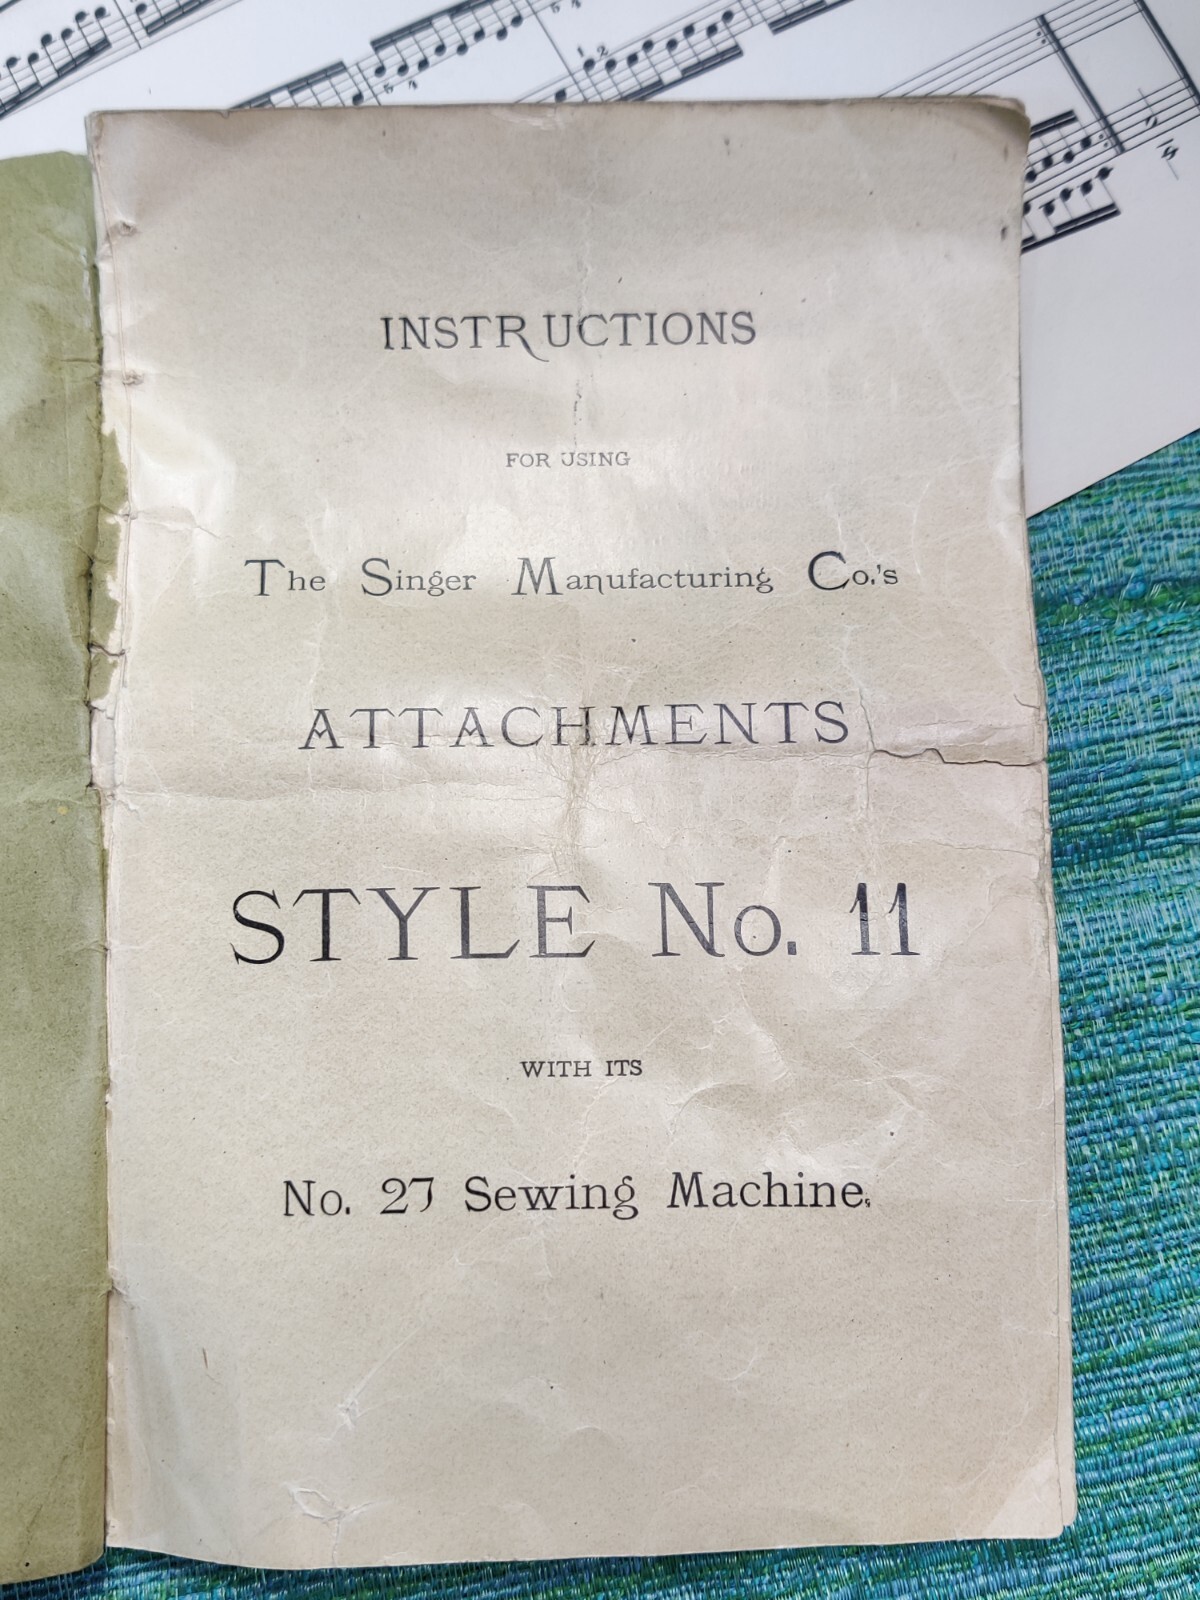 INSTRUCTIONS
FOR USING
The Singer Manufacturing Co.'s
ATTACHMENTS
STYLE No. 11
WITH ITS
No. 27 Sewing Machine.